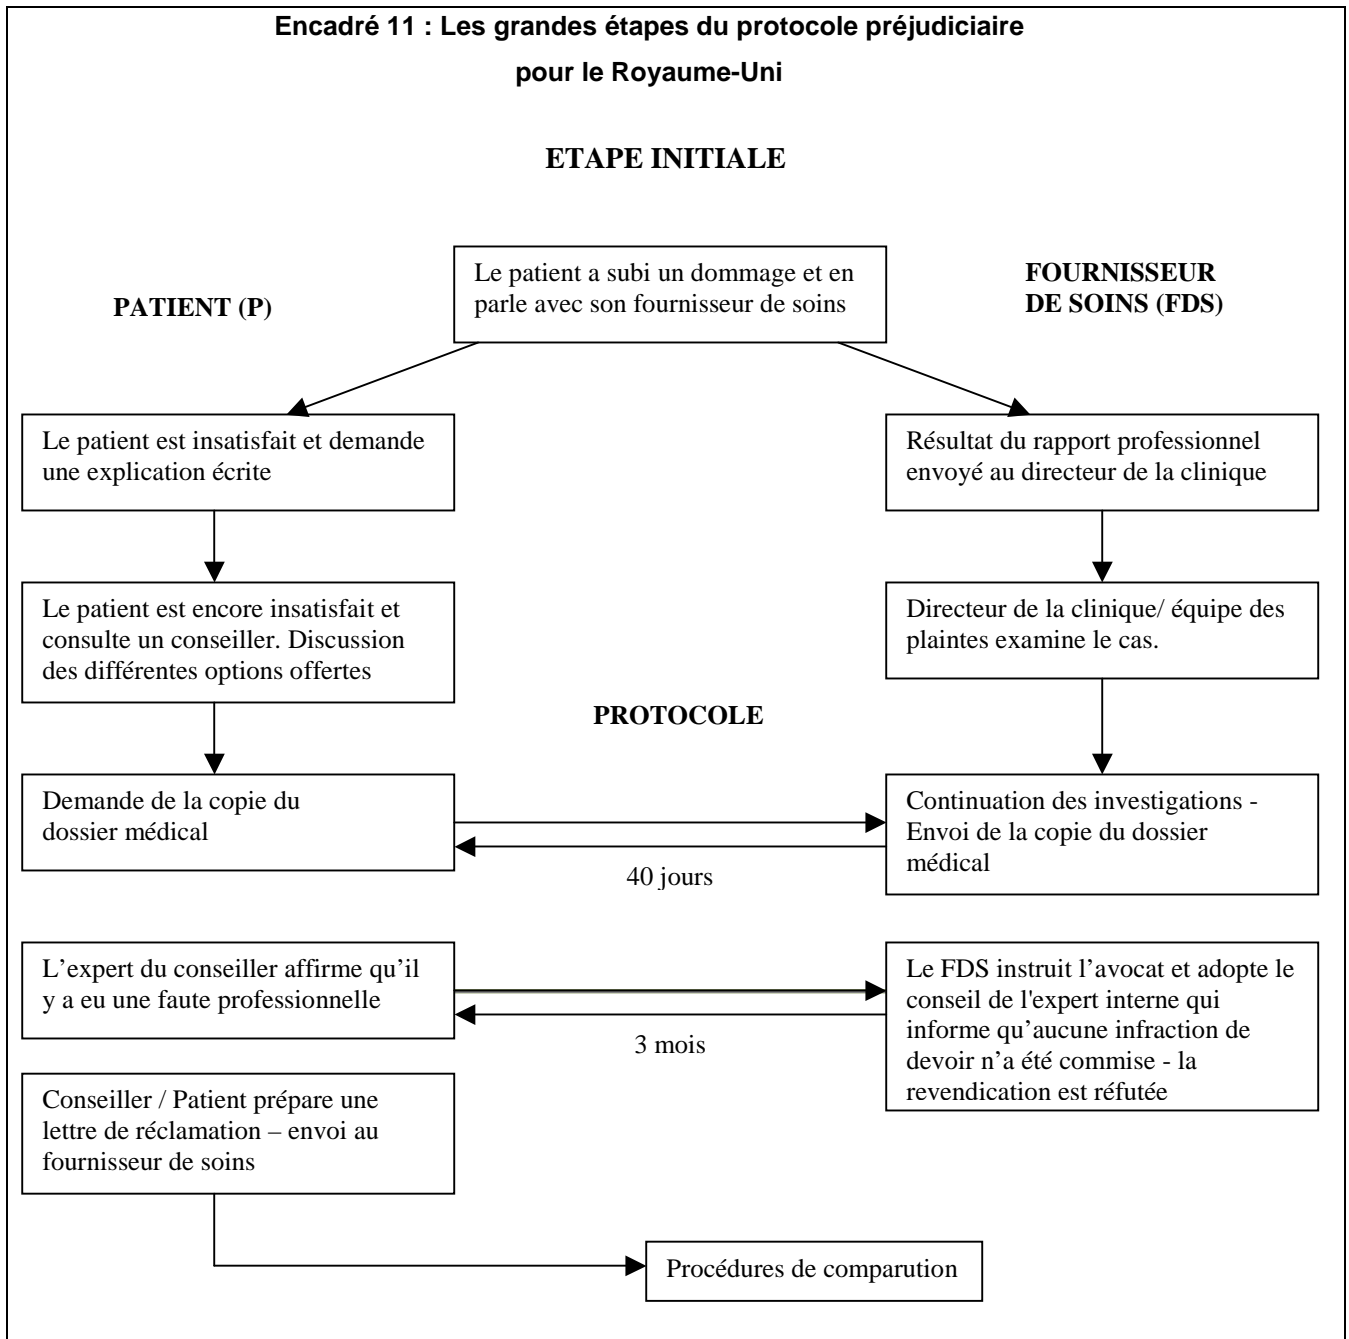 Encadré 11 : Les grandes étapes du protocole préjudiciaire
pour le Royaume-Uni
ETAPE INITIALE
Le patient a subi un dommage et en
parle avec son fournisseur de soins
PATIENT (P)
FOURNISSEUR
DE SOINS (FDS)
Le patient est insatisfait et demande
une explication écrite
Résultat du rapport professionnel
envoyé au directeur de la clinique
Le patient est encore insatisfait et
consulte un conseiller. Discussion
des différentes options offertes
Directeur de la clinique/ équipe des
plaintes examine le cas.
PROTOCOLE
Demande de la copie du
dossier médical
Continuation des investigations -
Envoi de la copie du dossier
médical
40 jours
L’expert du conseiller affirme qu’il
y a eu une faute professionnelle
Le FDS instruit l’avocat et adopte le
conseil de l'expert interne qui
informe qu’aucune infraction de
devoir n’a été commise - la
revendication est réfutée
3 mois
Conseiller / Patient prépare une
lettre de réclamation – envoi au
fournisseur de soins
Procédures de comparution